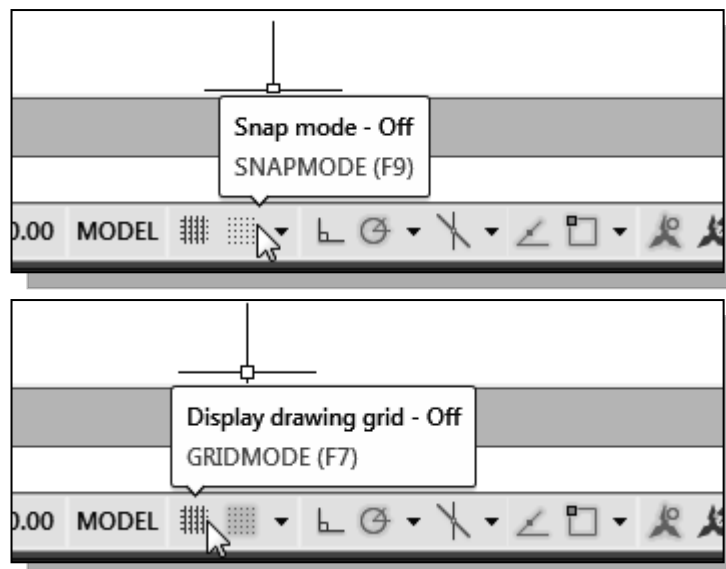 Snap mode - Off
SNAPMODE (F9)
0.00 MODEL
Display drawing grid - Off
GRIDMODE (F7)
0.00 MODEL